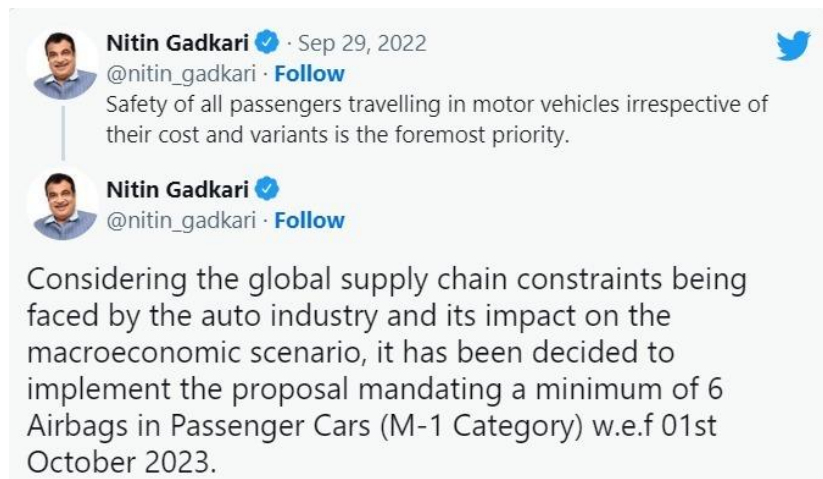 Nitin Gadkari · Sep 29, 2022
@nitin_gadkari · Follow
Safety of all passengers travelling in motor vehicles irrespective of
their cost and variants is the foremost priority.
Nitin Gadkari
@nitin_gadkari · Follow
Considering the global supply chain constraints being
faced by the auto industry and its impact on the
macroeconomic scenario, it has been decided to
implement the proposal mandating a minimum of 6
Airbags in Passenger Cars (M-1 Category) w.e.f 01st
October 2023.